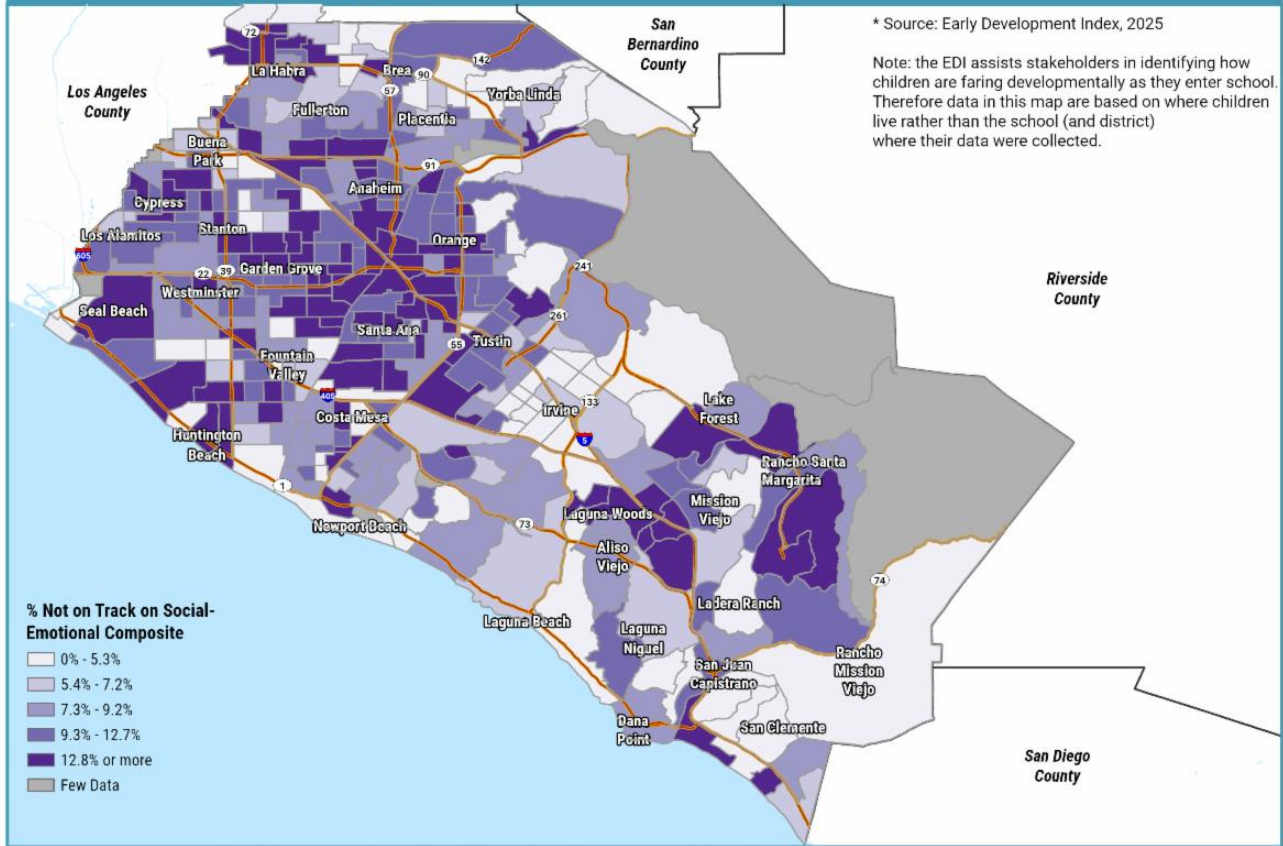 San
Bernardino
County
* Source: Early Development Index, 2025
Note: the EDI assists stakeholders in identifying how
children are faring developmentally as they enter school.
Therefore data in this map are based on where children
live rather than the school (and district)
where their data were collected.
Los Angeles
County
72
La Habra
Brea
90
142
57
Yorba Linda
Fullerton
Placentia
Buena
Park
91
Anaheim
Cypress
Stanton
Los Alamitos
Orange
605
22
39
Garden Grove
241
Westminster
Riverside
County
Seal Beach
261
Santa Ana
55
Tustin
Fountain
Valley
405
Costa Mesa
Irvine
133
Lake
Forest
5
Huntington
Beach
Rancho Santa
Margarita
1
Mission
Viejo
Laguna Woods
Newport Beach
73
Aliso
Viejo
74
Ladera Ranch
Laguna Beach
Laguna
Niguel
Rancho
Mission
Viejo
San Juan
Capistrano
Dana
Point
San Clemente
San Diego
County
% Not on Track on Social-
Emotional Composite
0% - 5.3%
5.4% - 7.2%
7.3% - 9.2%
9.3% - 12.7%
12.8% or more
Few Data